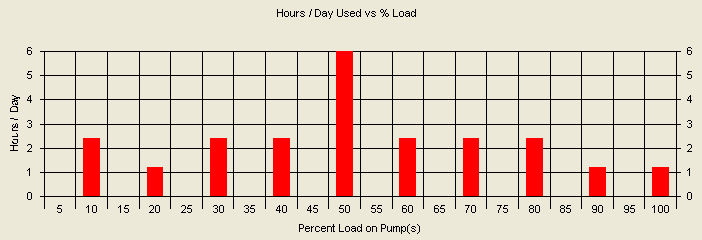 Hours / Day Used vs % Load
6 6
5 5
4 4
3 3
2 2
1 1
0 0
Hours / Day
5 10 15 20 25 30 35 40 45 50 55 60 65 70 75 80 85 90 95 100
Percent Load on Pump(s)